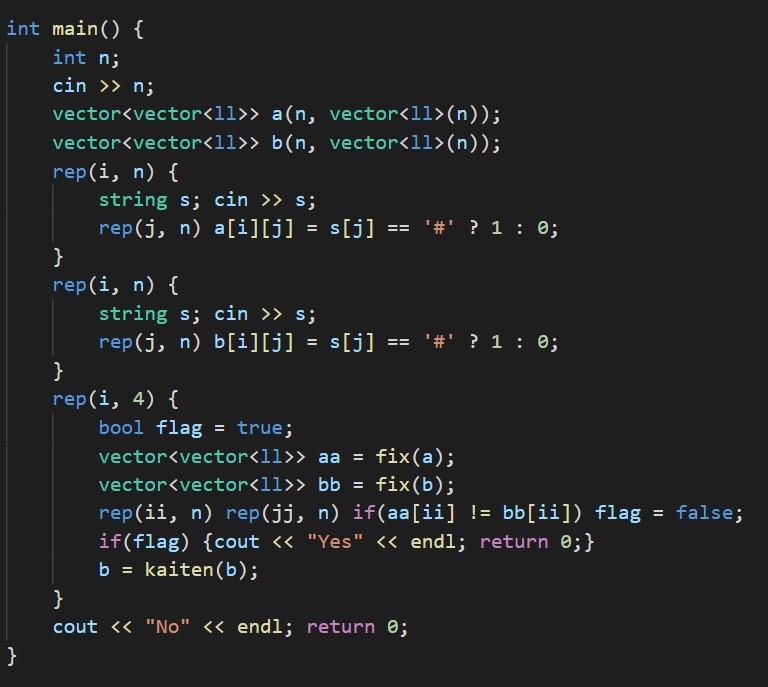 int main() {
    int n;
    cin >> n;
    vector<vector<ll>> a(n, vector<ll>(n));
    vector<vector<ll>> b(n, vector<ll>(n));
    rep(i, n) {
        string s; cin >> s;
        rep(j, n) a[i][j] = s[j] == '#' ? 1 : 0;
    }
    rep(i, n) {
        string s; cin >> s;
        rep(j, n) b[i][j] = s[j] == '#' ? 1 : 0;
    }
    rep(i, 4) {
        bool flag = true;
        vector<vector<ll>> aa = fix(a);
        vector<vector<ll>> bb = fix(b);
        rep(ii, n) rep(jj, n) if(aa[ii] != bb[ii]) flag = false;
        if(flag) {cout << "Yes" << endl; return 0;}
        b = kaiten(b);
    }
    cout << "No" << endl; return 0;
}